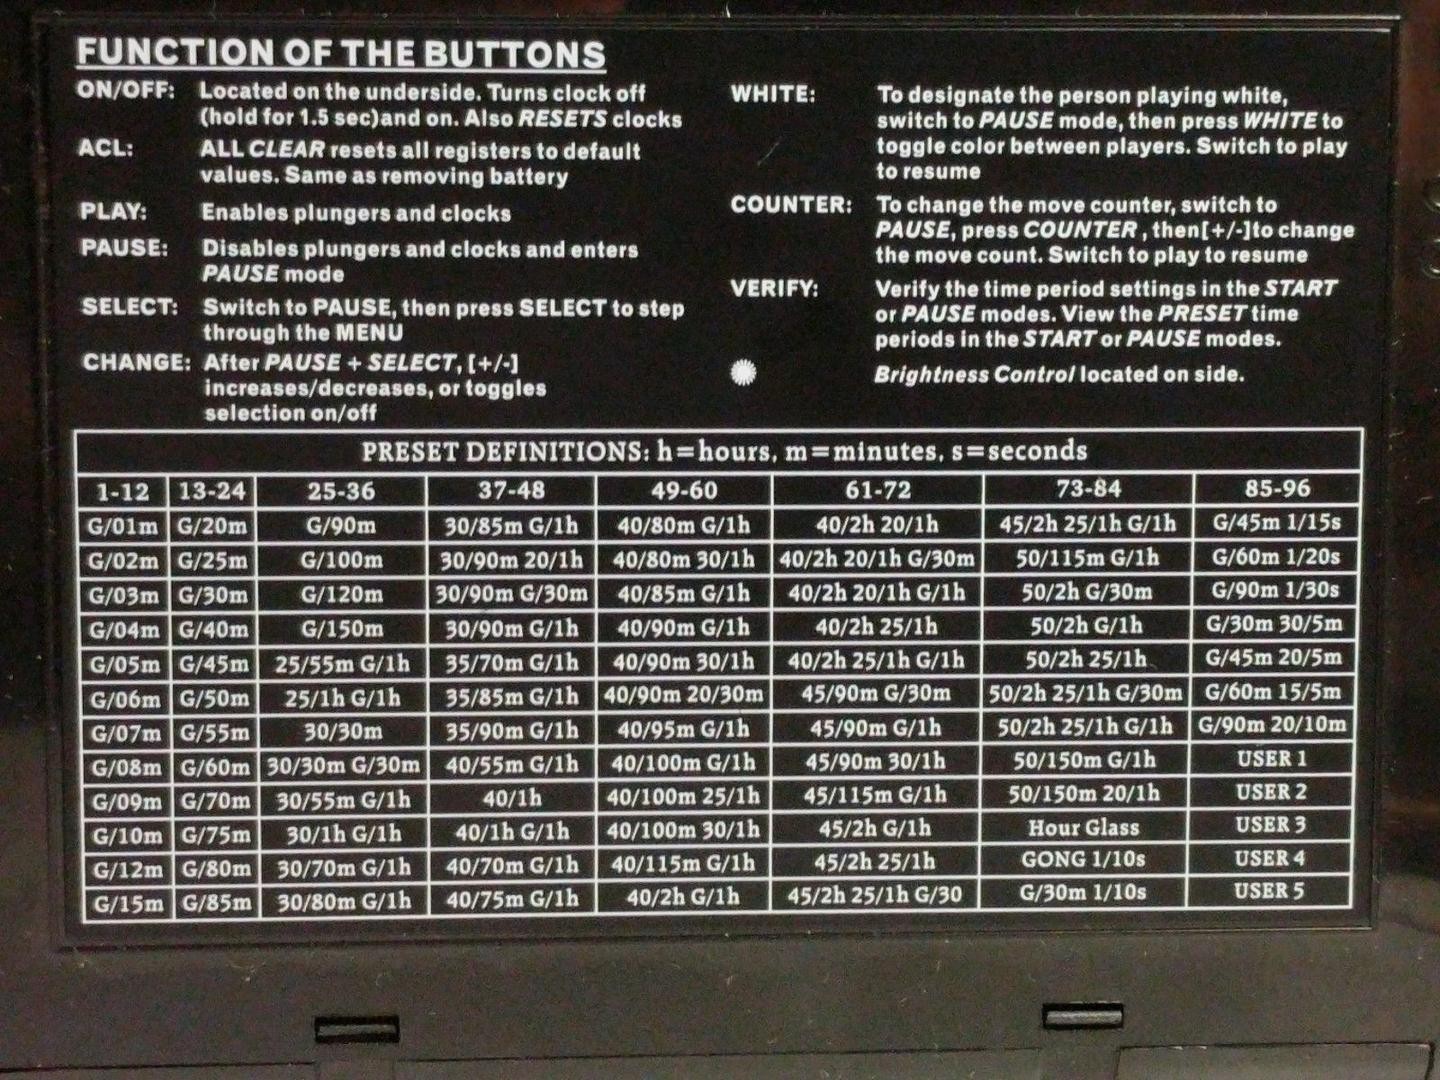 FUNCTION OF THE BUTTONS
ON/OFF: Located on the underside. Turns clock off
(hold for 1.5 sec)and on. Also RESETS clocks
ACL: ALL CLEAR resets all registers to default
values. Same as removing battery
PLAY: Enables plungers and clocks
PAUSE: Disables plungers and clocks and enters
PAUSE mode
SELECT: Switch to PAUSE, then press SELECT to step
through the MENU
CHANGE: After PAUSE + SELECT, [+/-]
increases/decreases, or toggles
selection on/off
WHITE: To designate the person playing white,
switch to PAUSE mode, then press WHITE to
toggle color between players. Switch to play
to resume
COUNTER: To change the move counter, switch to
PAUSE, press COUNTER , then[+/-]to change
the move count. Switch to play to resume
VERIFY: Verify the time period settings in the START
or PAUSE modes. View the PRESET time
periods in the START or PAUSE modes.
Brightness Control located on side.
PRESET DEFINITIONS: h=hours, m=minutes, s=seconds
1-12 13-24 25-36 37-48 49-60 61-72 73-84 85-96
G/01m G/20m G/90m 30/85m G/1h 40/80m G/1h 40/2h 20/1h 45/2h 25/1h G/1h G/45m 1/15s
G/02m G/25m G/100m 30/90m 20/1h 40/80m 30/1h 40/2h 20/1h G/30m 50/115m G/1h G/60m 1/20s
G/03m G/30m G/120m 30/90m G/30m 40/85m G/1h 40/2h 20/1h G/1h 50/2h G/30m G/90m 1/30s
G/04m G/40m G/150m 30/90m G/1h 40/90m G/1h 40/2h 25/1h 50/2h G/1h G/30m 30/5m
G/05m G/45m 25/55m G/1h 35/70m G/1h 40/90m 30/1h 40/2h 25/1h G/1h 50/2h 25/1h G/45m 20/5m
G/06m G/50m 25/1h G/1h 35/85m G/1h 40/90m 20/30m 45/90m G/30m 50/2h 25/1h G/30m G/60m 15/5m
G/07m G/55m 30/30m 35/90m G/1h 40/95m G/1h 45/90m G/1h 50/2h 25/1h G/1h G/90m 20/10m
G/08m G/60m 30/30m G/30m 40/55m G/1h 40/100m G/1h 45/90m 30/1h 50/150m G/1h USER 1
G/09m G/70m 30/55m G/1h 40/1h 40/100m 25/1h 45/115m G/1h 50/150m 20/1h USER 2
G/10m G/75m 30/1h G/1h 40/1h G/1h 40/100m 30/1h 45/2h G/1h Hour Glass USER 3
G/12m G/80m 30/70m G/1h 40/70m G/1h 40/115m G/1h 45/2h 25/1h GONG 1/10s USER 4
G/15m G/85m 30/80m G/1h 40/75m G/1h 40/2h G/1h 45/2h 25/1h G/30 G/30m 1/10s USER 5